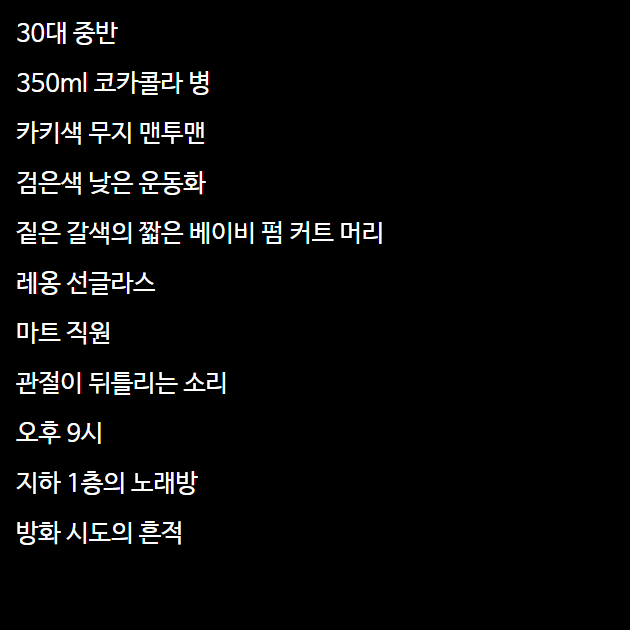 30대 중반
350ml 코카콜라 병
카키색 무지 맨투맨
검은색 낮은 운동화
짙은 갈색의 짧은 베이비 펌 커트 머리
레옹 선글라스
마트 직원
관절이 뒤틀리는 소리
오후 9시
지하 1층의 노래방
방화 시도의 흔적